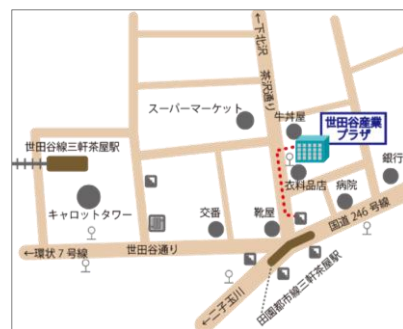 ←下北沢
茶沢通り
スーパーマーケット
牛丼屋
世田谷産業
プラザ
世田谷線三軒茶屋駅
銀行
衣料品店
病院
キャロットタワー
交番
靴屋
国道246号線
世田谷通り
←環状7号線
田園都市線三軒茶屋駅
←二子玉川